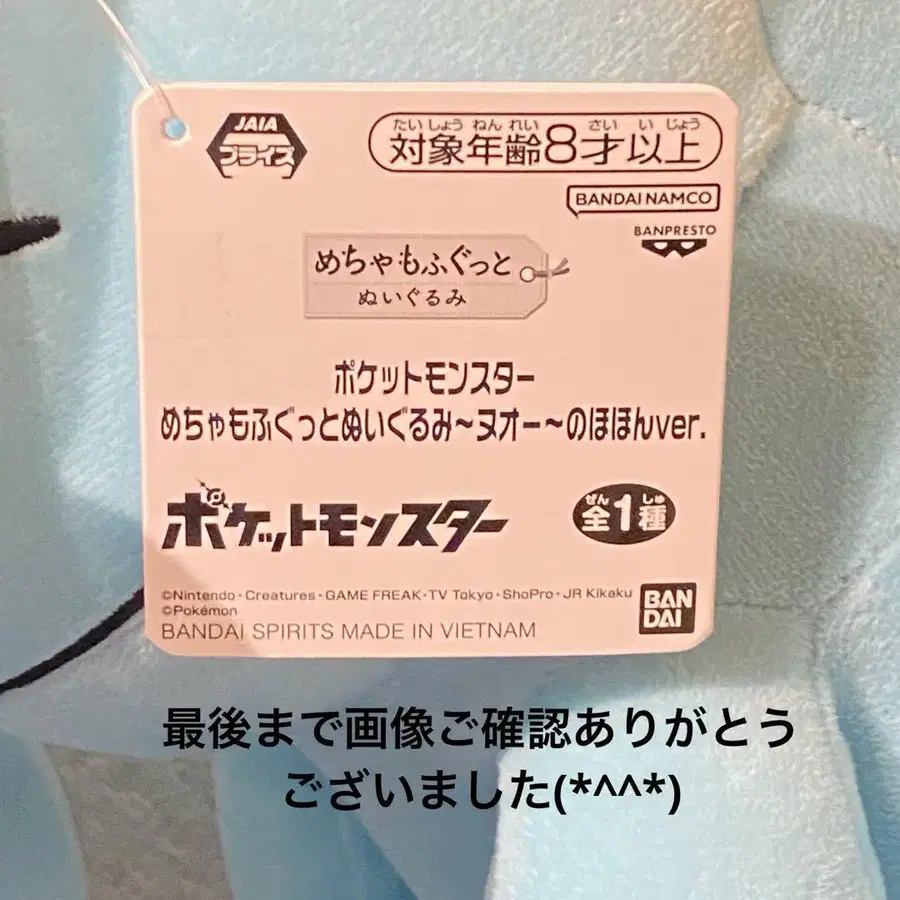 JAIA
プライズ
たいしょう ねん れい さい い じょう
対象年齢8才以上
BANDAI NAMCO
BANPRESTO
めちゃもふぐっと
ぬいぐるみ
ポケットモンスター
めちゃもふぐっとぬいぐるみ~ヌオー~のほほんver.
ポケットモンスター
ぜん しゅ
全1種
©Nintendo・Creatures・GAME FREAK・TV Tokyo・ShoPro・JR Kikaku
©Pokémon
BANDAI SPIRITS MADE IN VIETNAM
BAN
DAI
最後まで画像ご確認ありがとう
ございました(*^^*)